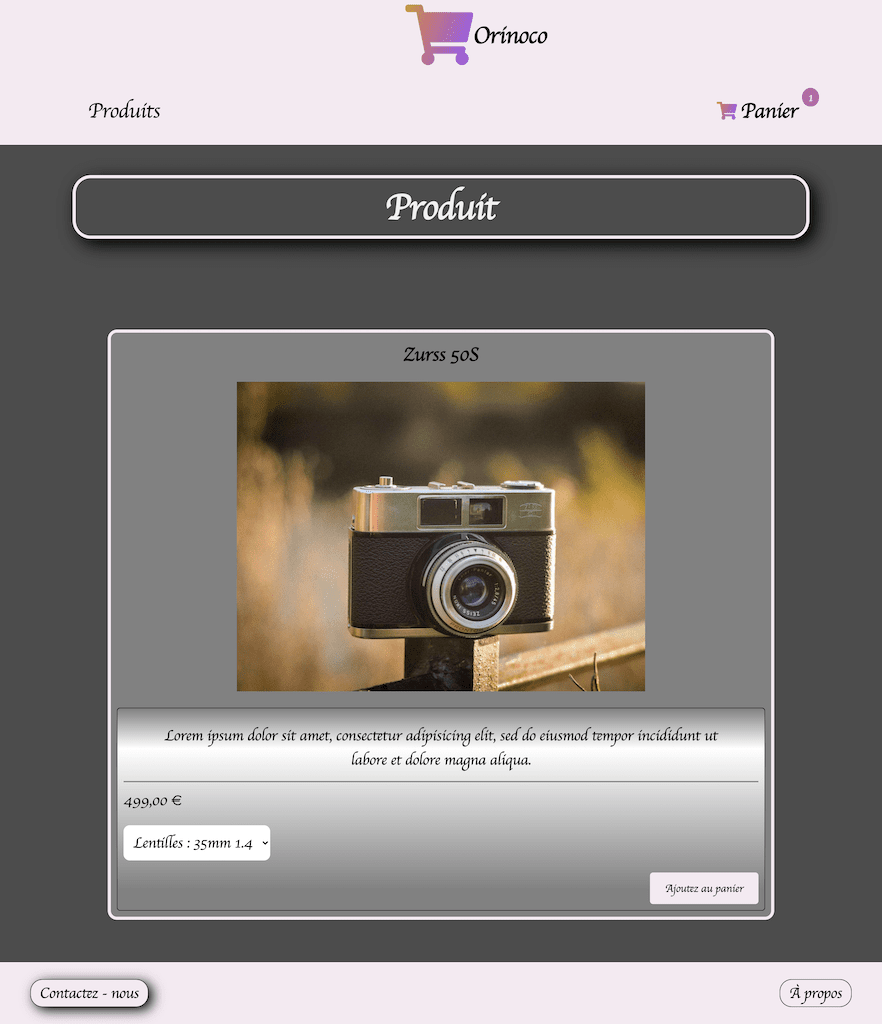 Orinoco
Produits
Panier
1
Produit
Zurss 50S
Lorem ipsum dolor sit amet, consectetur adipisicing elit, sed do eiusmod tempor incididunt ut
labore et dolore magna aliqua.
499,00 €
Lentilles : 35mm 1.4
Ajoutez au panier
Contactez - nous
À propos